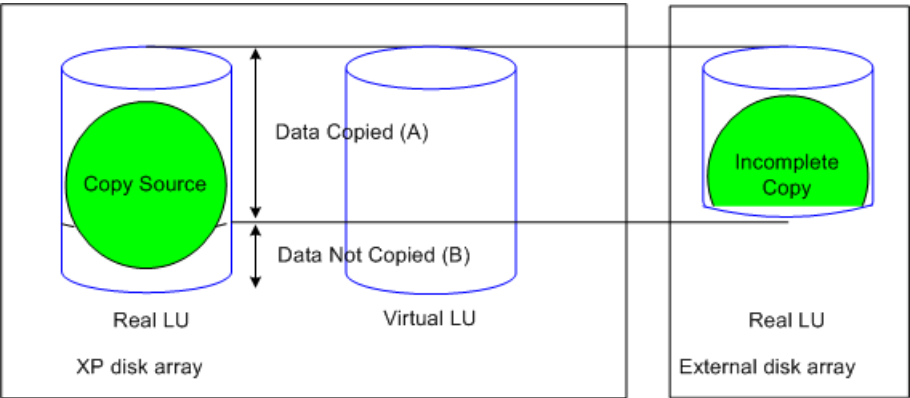 Data Copied (A)
Copy Source
Incomplete
Copy
Data Not Copied (B)
Real LU
Virtual LU
Real LU
XP disk array
External disk array